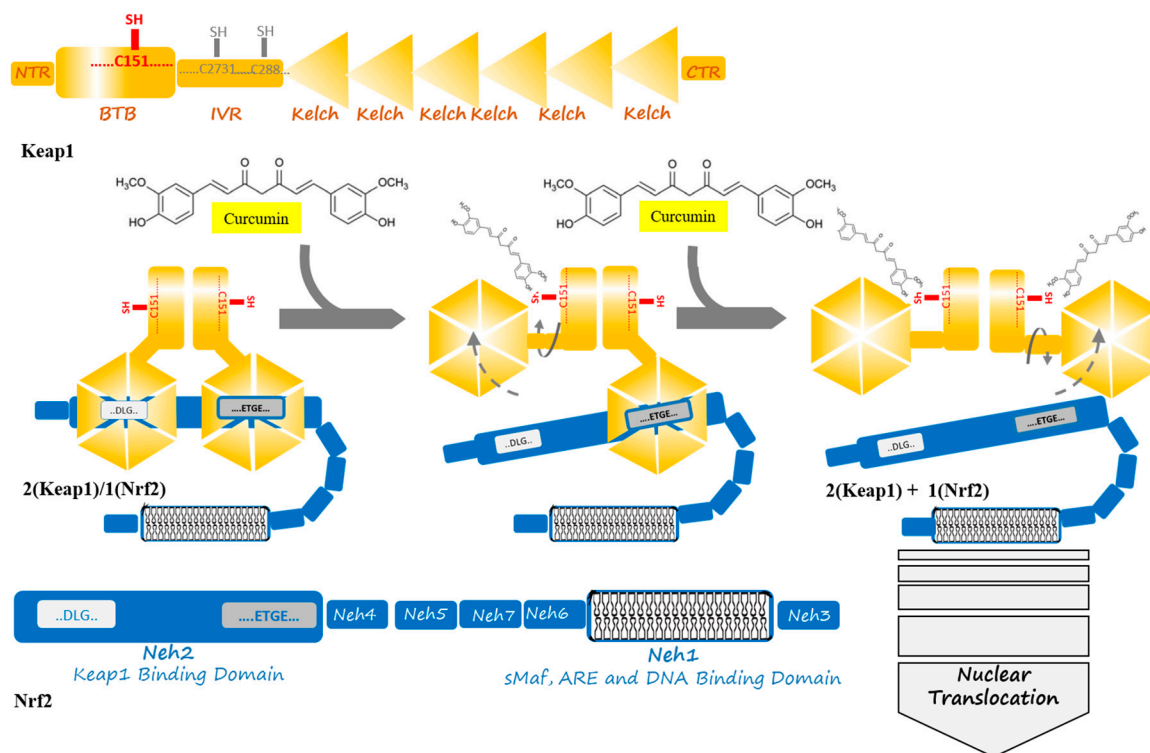 SH
SH
SH
NTR
......C151......
......C2731......C288...
CTR
BTB
IVR
Kelch
Kelch
Kelch
Kelch
Kelch
Kelch
Keap1
O
O
H₃CO
OCH₃
HO
OH
Curcumin
O
O
H₃CO
OCH₃
HO
OH
Curcumin
SH
C151
C151
SH
SH
C151
C151
SH
SH
C151
C151
SH
..DLG..
....ETGE...
..DLG..
....ETGE...
..DLG..
....ETGE...
2(Keap1)/1(Nrf2)
2(Keap1) + 1(Nrf2)
..DLG..
....ETGE...
Neh4
Neh5
Neh7
Neh6
Neh3
Neh2
Keap1 Binding Domain
Neh1
sMaf, ARE and DNA Binding Domain
Nrf2
Nuclear
Translocation